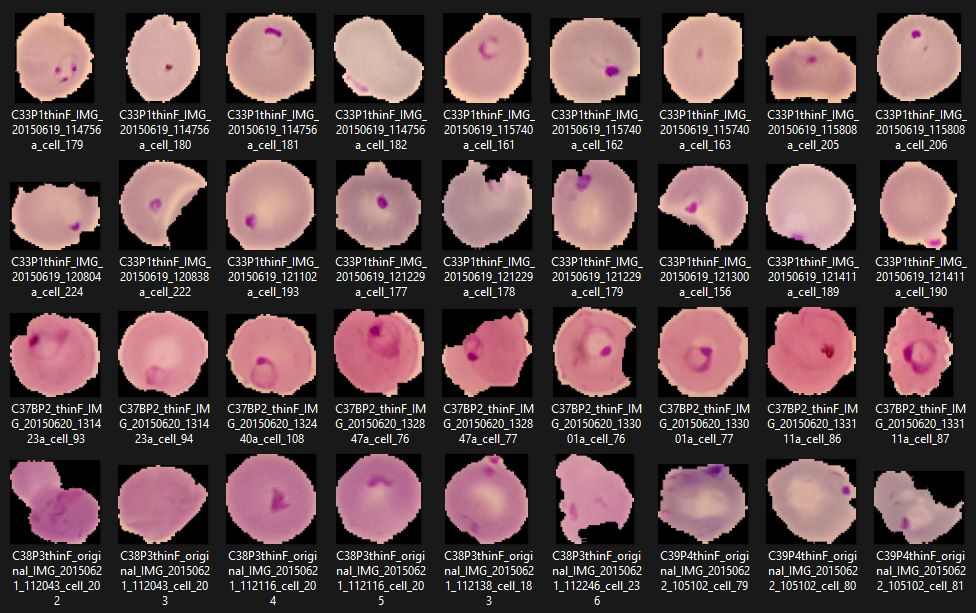 C33P1thinF_IMG_ C33P1thinF_IMG_ C33P1thinF_IMG_ C33P1thinF_IMG_ C33P1thinF_IMG_ C33P1thinF_IMG_ C33P1thinF_IMG_ C33P1thinF_IMG_ C33P1thinF_IMG_
20150619_114756 20150619_114756 20150619_114756 20150619_114756 20150619_115740 20150619_115740 20150619_115740 20150619_115808 20150619_115808
a_cell_179 a_cell_180 a_cell_181 a_cell_182 a_cell_161 a_cell_162 a_cell_163 a_cell_205 a_cell_206
C33P1thinF_IMG_ C33P1thinF_IMG_ C33P1thinF_IMG_ C33P1thinF_IMG_ C33P1thinF_IMG_ C33P1thinF_IMG_ C33P1thinF_IMG_ C33P1thinF_IMG_ C33P1thinF_IMG_
20150619_120804 20150619_120838 20150619_121102 20150619_121229 20150619_121229 20150619_121229 20150619_121300 20150619_121411 20150619_121411
a_cell_224 a_cell_222 a_cell_193 a_cell_177 a_cell_178 a_cell_179 a_cell_156 a_cell_189 a_cell_190
C37BP2_thinF_IM C37BP2_thinF_IM C37BP2_thinF_IM C37BP2_thinF_IM C37BP2_thinF_IM C37BP2_thinF_IM C37BP2_thinF_IM C37BP2_thinF_IM C37BP2_thinF_IM
G_20150620_1314 G_20150620_1314 G_20150620_1324 G_20150620_1328 G_20150620_1328 G_20150620_1330 G_20150620_1330 G_20150620_1331 G_20150620_1331
23a_cell_93 23a_cell_94 40a_cell_108 47a_cell_76 47a_cell_77 01a_cell_76 01a_cell_77 11a_cell_86 11a_cell_87
C38P3thinF_origi C38P3thinF_origi C38P3thinF_origi C38P3thinF_origi C38P3thinF_origi C38P3thinF_origi C39P4thinF_origi C39P4thinF_origi C39P4thinF_origi
nal_IMG_2015062 nal_IMG_2015062 nal_IMG_2015062 nal_IMG_2015062 nal_IMG_2015062 nal_IMG_2015062 nal_IMG_2015062 nal_IMG_2015062 nal_IMG_2015062
1_112043_cell_20 1_112043_cell_20 1_112116_cell_20 1_112116_cell_20 1_112138_cell_18 1_112246_cell_23 2_105102_cell_79 2_105102_cell_80 2_105102_cell_81
2 3 4 5 3 6